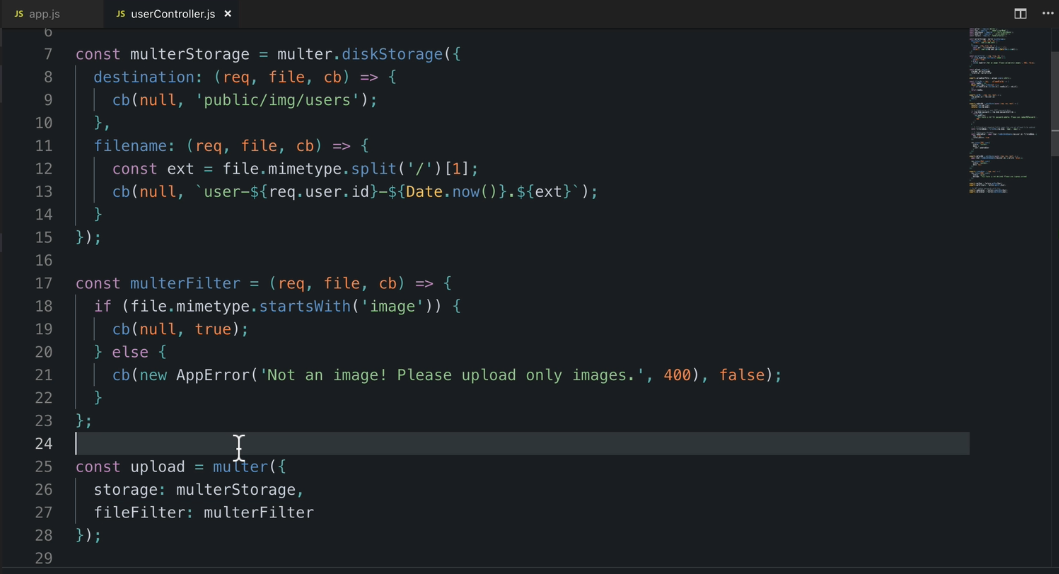 JS app.js
JS userController.js ×
6
7 const multerStorage = multer.diskStorage({
8   destination: (req, file, cb) => {
9     cb(null, 'public/img/users');
10   },
11   filename: (req, file, cb) => {
12     const ext = file.mimetype.split('/')[1];
13     cb(null, `user-${req.user.id}-${Date.now()}.${ext}`);
14   }
15 });
16
17 const multerFilter = (req, file, cb) => {
18   if (file.mimetype.startsWith('image')) {
19     cb(null, true);
20   } else {
21     cb(new AppError('Not an image! Please upload only images.', 400), false);
22   }
23 };
24
25 const upload = multer({
26   storage: multerStorage,
27   fileFilter: multerFilter
28 });
29